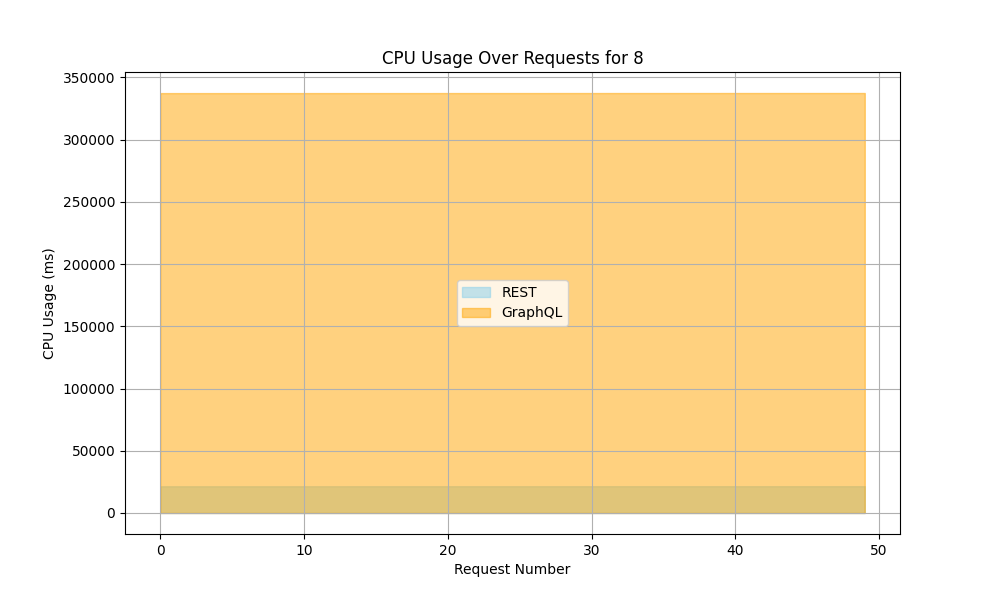 CPU Usage Over Requests for 8
CPU Usage (ms)
350000
300000
250000
200000
150000
100000
50000
0
REST
GraphQL
0 10 20 30 40 50
Request Number